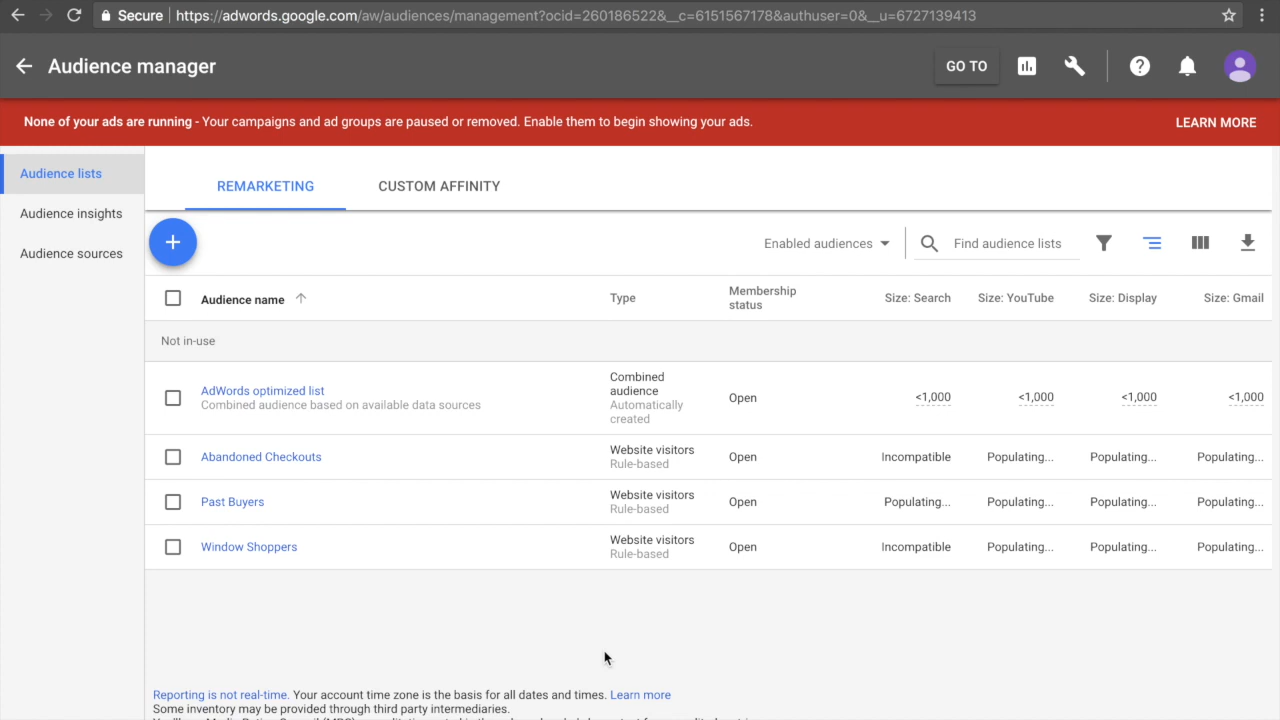 Secure https://adwords.google.com/aw/audiences/management?ocid=260186522&__c=6151567178&authuser=0&__u=6727139413
Audience manager GO TO
None of your ads are running - Your campaigns and ad groups are paused or removed. Enable them to begin showing your ads. LEARN MORE
Audience lists
Audience insights
Audience sources
REMARKETING CUSTOM AFFINITY
Enabled audiences Find audience lists
Audience name Type Membership status Size: Search Size: YouTube Size: Display Size: Gmail
Not in-use
AdWords optimized list Combined audience Open <1,000 <1,000 <1,000 <1,000
Combined audience based on available data sources Automatically created
Abandoned Checkouts Website visitors Open Incompatible Populating... Populating... Populating...
Rule-based
Past Buyers Website visitors Open Populating... Populating... Populating... Populating...
Rule-based
Window Shoppers Website visitors Open Incompatible Populating... Populating... Populating...
Rule-based
Reporting is not real-time. Your account time zone is the basis for all dates and times. Learn more
Some inventory may be provided through third party intermediaries.